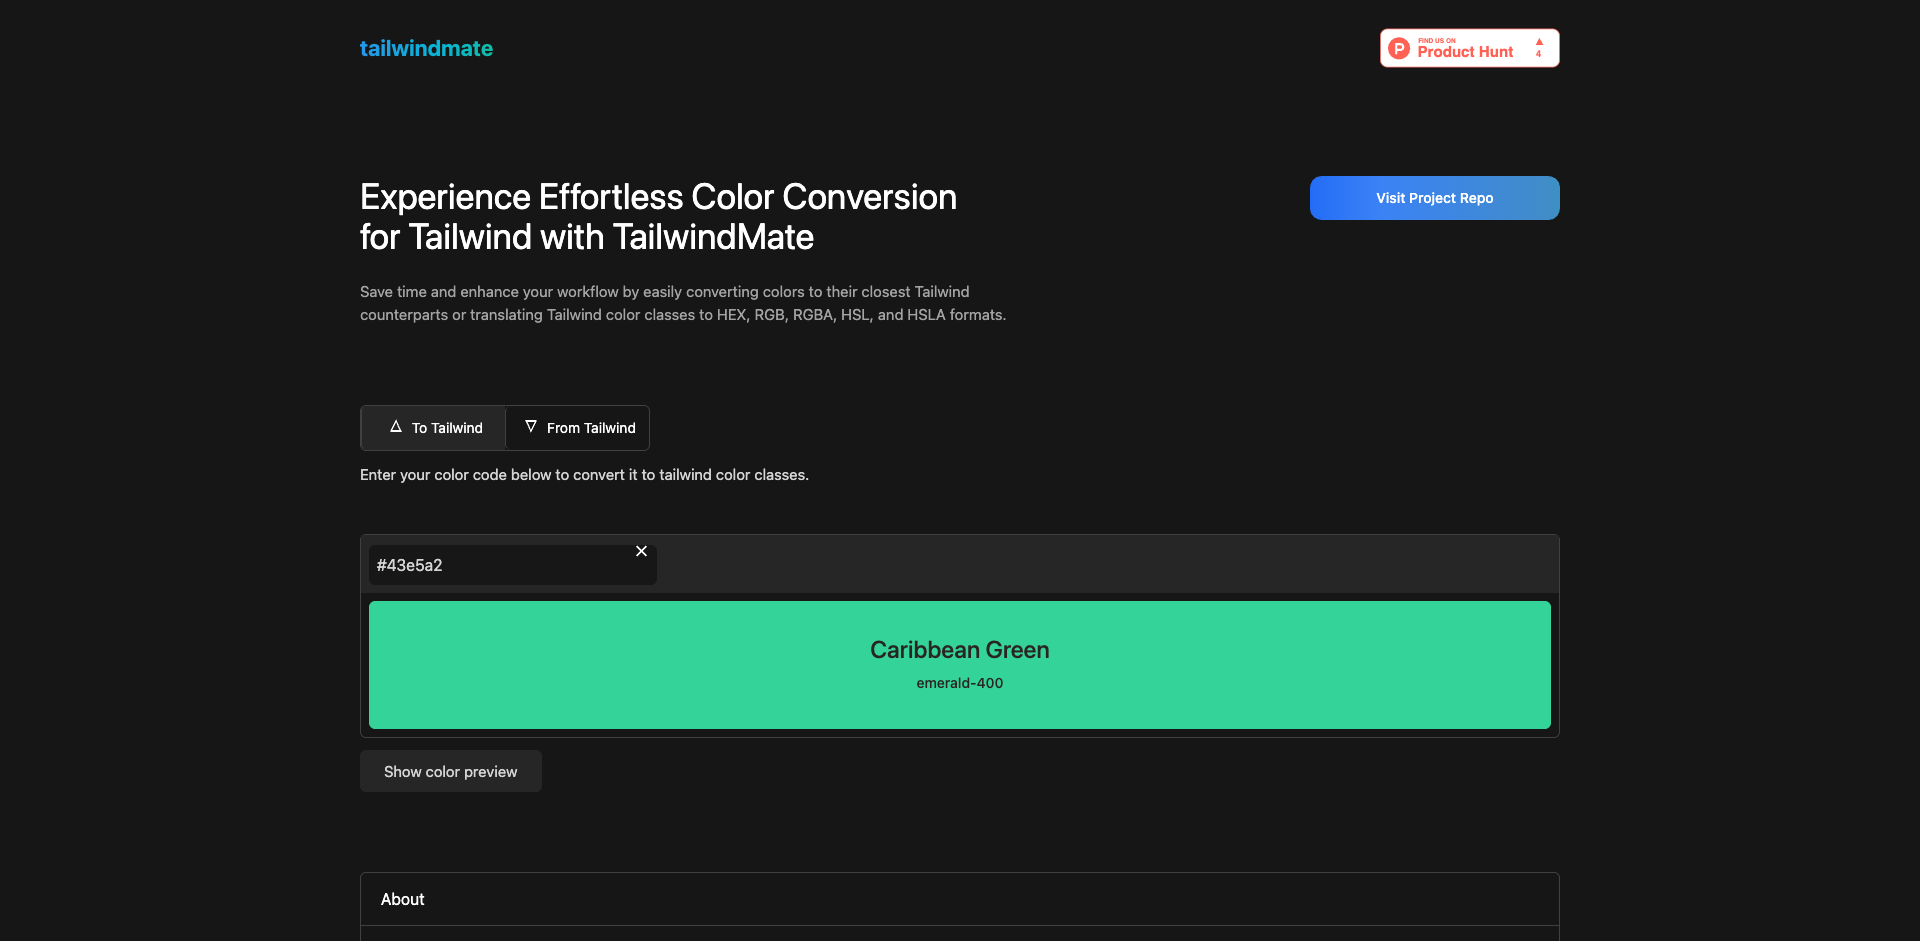 tailwindmate
FIND US ON
Product Hunt
4
Experience Effortless Color Conversion
for Tailwind with TailwindMate
Visit Project Repo
Save time and enhance your workflow by easily converting colors to their closest Tailwind
counterparts or translating Tailwind color classes to HEX, RGB, RGBA, HSL, and HSLA formats.
To Tailwind
From Tailwind
Enter your color code below to convert it to tailwind color classes.
#43e5a2
Caribbean Green
emerald-400
Show color preview
About